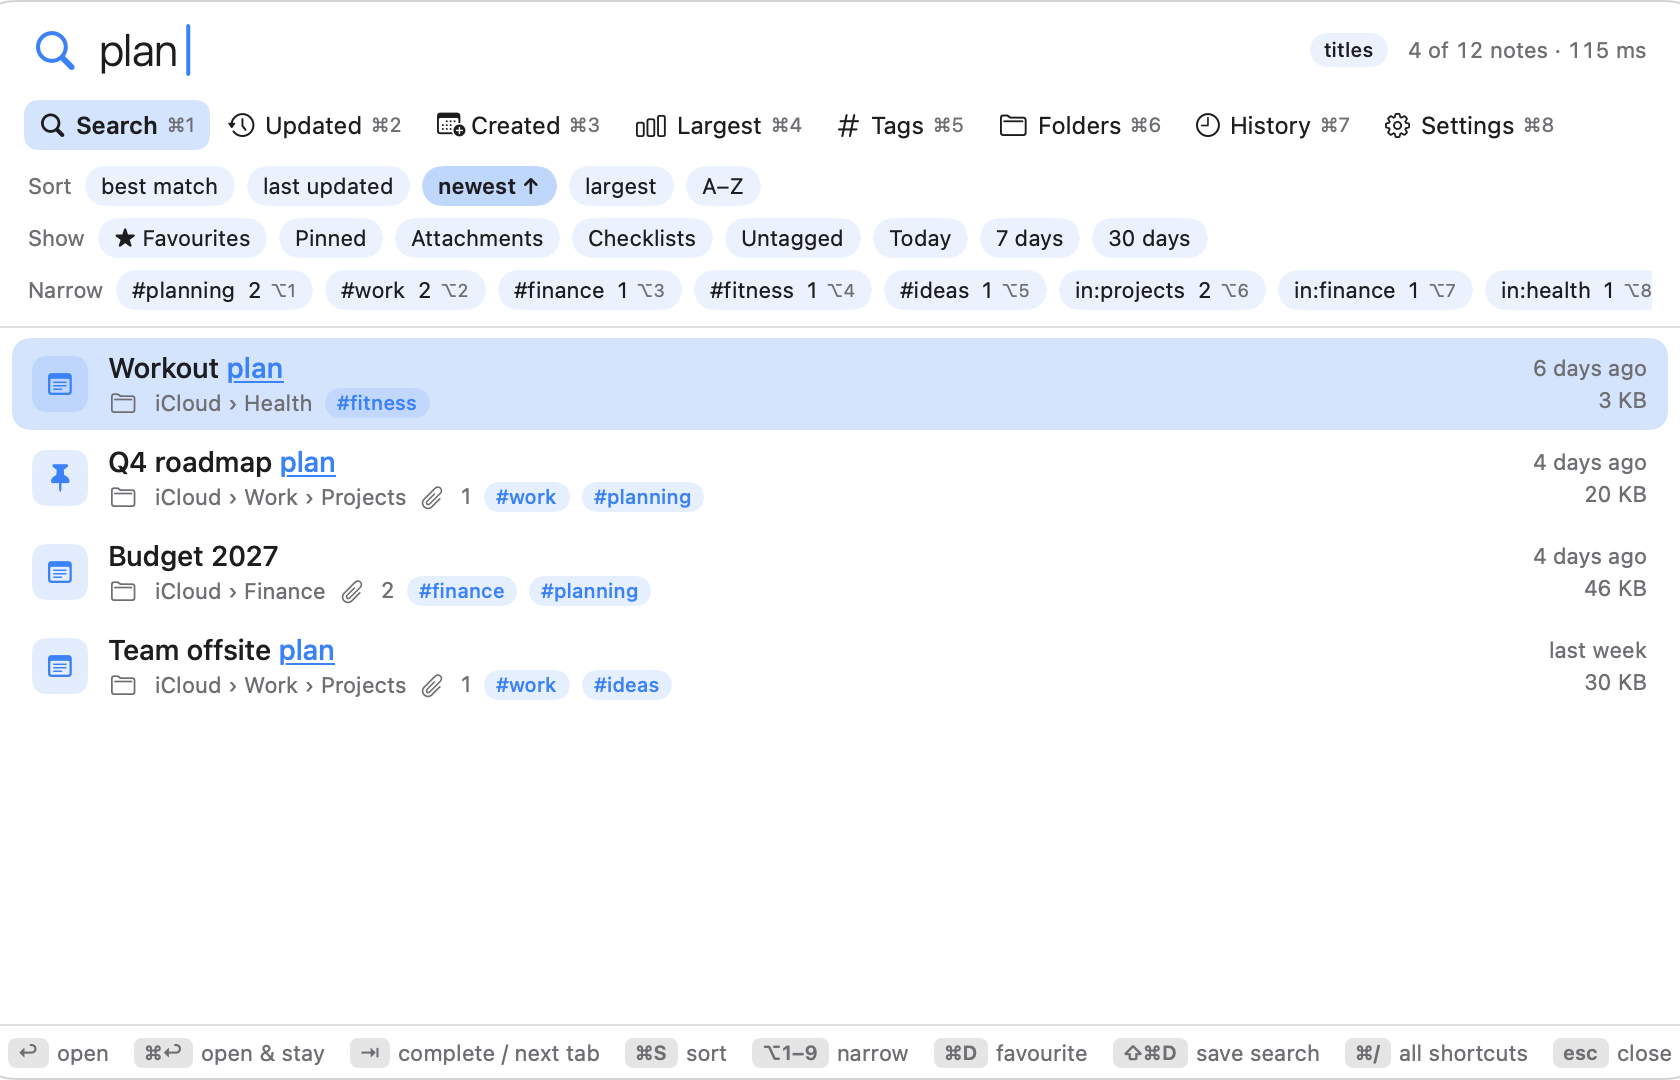 plan titles 4 of 12 notes · 115 ms
Search ⌘1 Updated ⌘2 Created ⌘3 Largest ⌘4 # Tags ⌘5 Folders ⌘6 History ⌘7 Settings ⌘8
Sort best match last updated newest ↑ largest A–Z
Show ★ Favourites Pinned Attachments Checklists Untagged Today 7 days 30 days
Narrow #planning 2 ⌥1 #work 2 ⌥2 #finance 1 ⌥3 #fitness 1 ⌥4 #ideas 1 ⌥5 in:projects 2 ⌥6 in:finance 1 ⌥7 in:health 1 ⌥8
Workout plan 6 days ago
iCloud › Health #fitness 3 KB
Q4 roadmap plan 4 days ago
iCloud › Work › Projects 1 #work #planning 20 KB
Budget 2027 4 days ago
iCloud › Finance 2 #finance #planning 46 KB
Team offsite plan last week
iCloud › Work › Projects 1 #work #ideas 30 KB
↩ open ⌘↩ open & stay ⇥ complete / next tab ⌘S sort ⌥1–9 narrow ⌘D favourite ⇧⌘D save search ⌘/ all shortcuts esc close